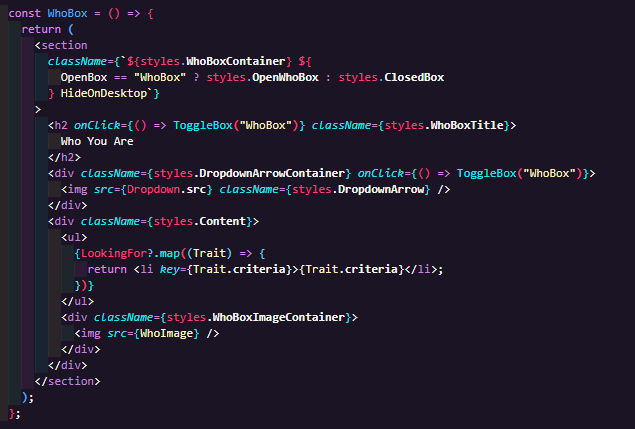 const WhoBox = () => {
return (
<section
className={`${styles.WhoBoxContainer} ${
OpenBox == "WhoBox" ? styles.OpenWhoBox : styles.ClosedBox
} HideOnDesktop`}
>
<h2 onClick={() => ToggleBox("WhoBox")} className={styles.WhoBoxTitle}>
Who You Are
</h2>
<div className={styles.DropdownArrowContainer} onClick={() => ToggleBox("WhoBox")}>
<img src={Dropdown.src} className={styles.DropdownArrow} />
</div>
<div className={styles.Content}>
<ul>
{LookingFor?.map((Trait) => {
return <li key={Trait.criteria}>{Trait.criteria}</li>;
})}
</ul>
<div className={styles.WhoBoxImageContainer}>
<img src={WhoImage} />
</div>
</div>
</section>
);
};